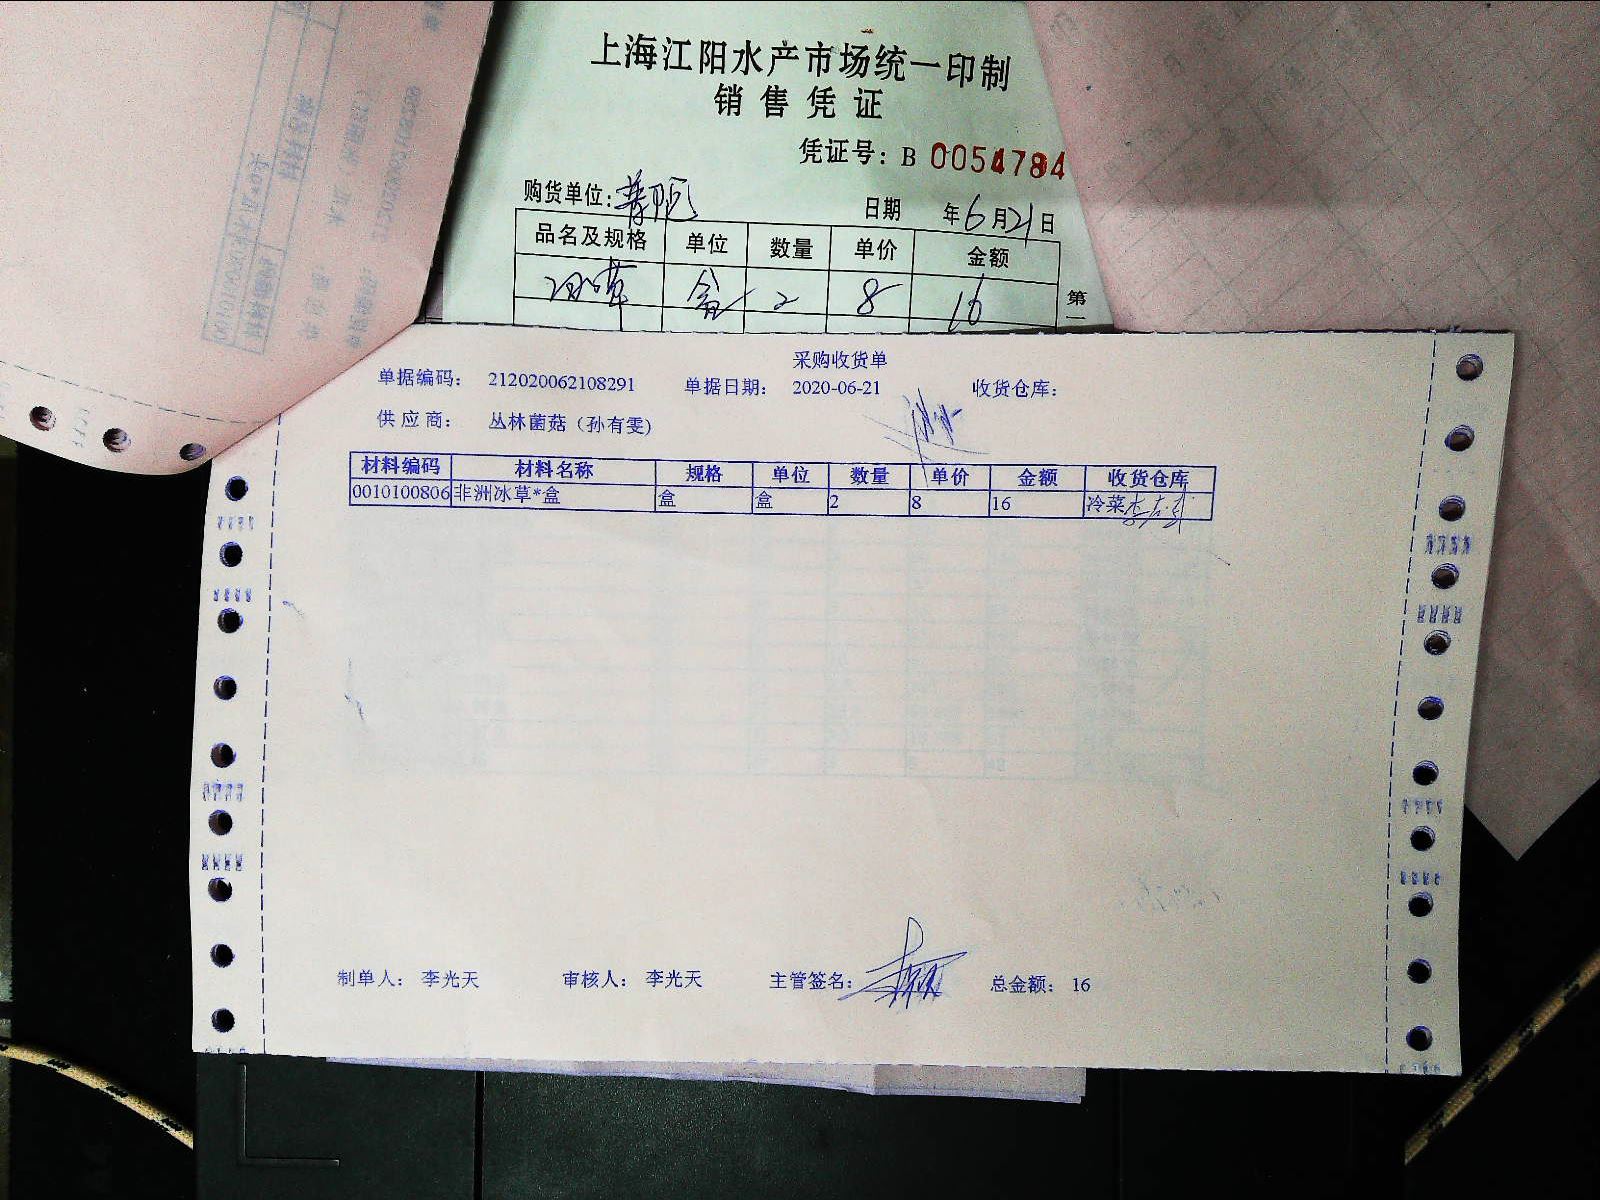 上海江阳水产市场统一印制
销售凭证
凭证号：B 0054784
购货单位：
日期 年6月21日
品名及规格 单位 数量 单价 金额
冰草 盒 2 8 16
第一
采购收货单
单据编码： 212020062108291 单据日期： 2020-06-21 收货仓库：
供应商： 丛林菌菇（孙有雯）
材料编码 材料名称 规格 单位 数量 单价 金额 收货仓库
0010100806 非洲冰草*盒 盒 盒 2 8 16 冷菜
制单人： 李光天 审核人： 李光天 主管签名： 总金额： 16